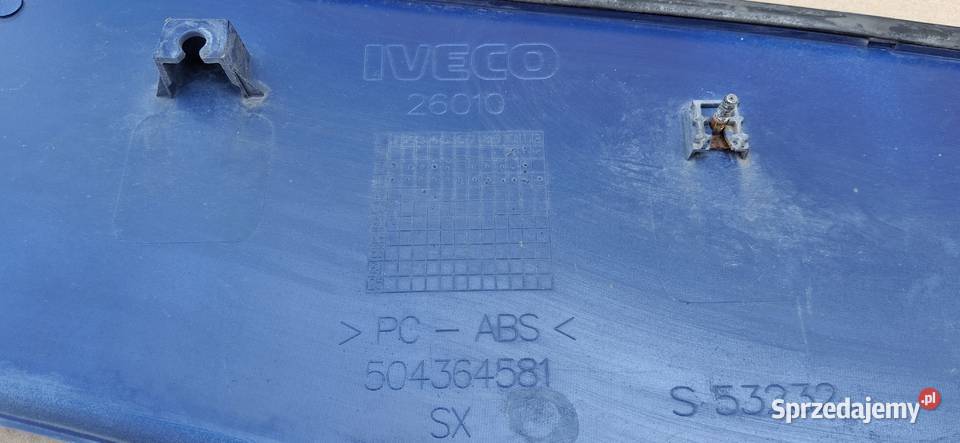 IVECO
26010
> PC - ABS <
504364581
SX
S-53232
Sprzedajemy.pl